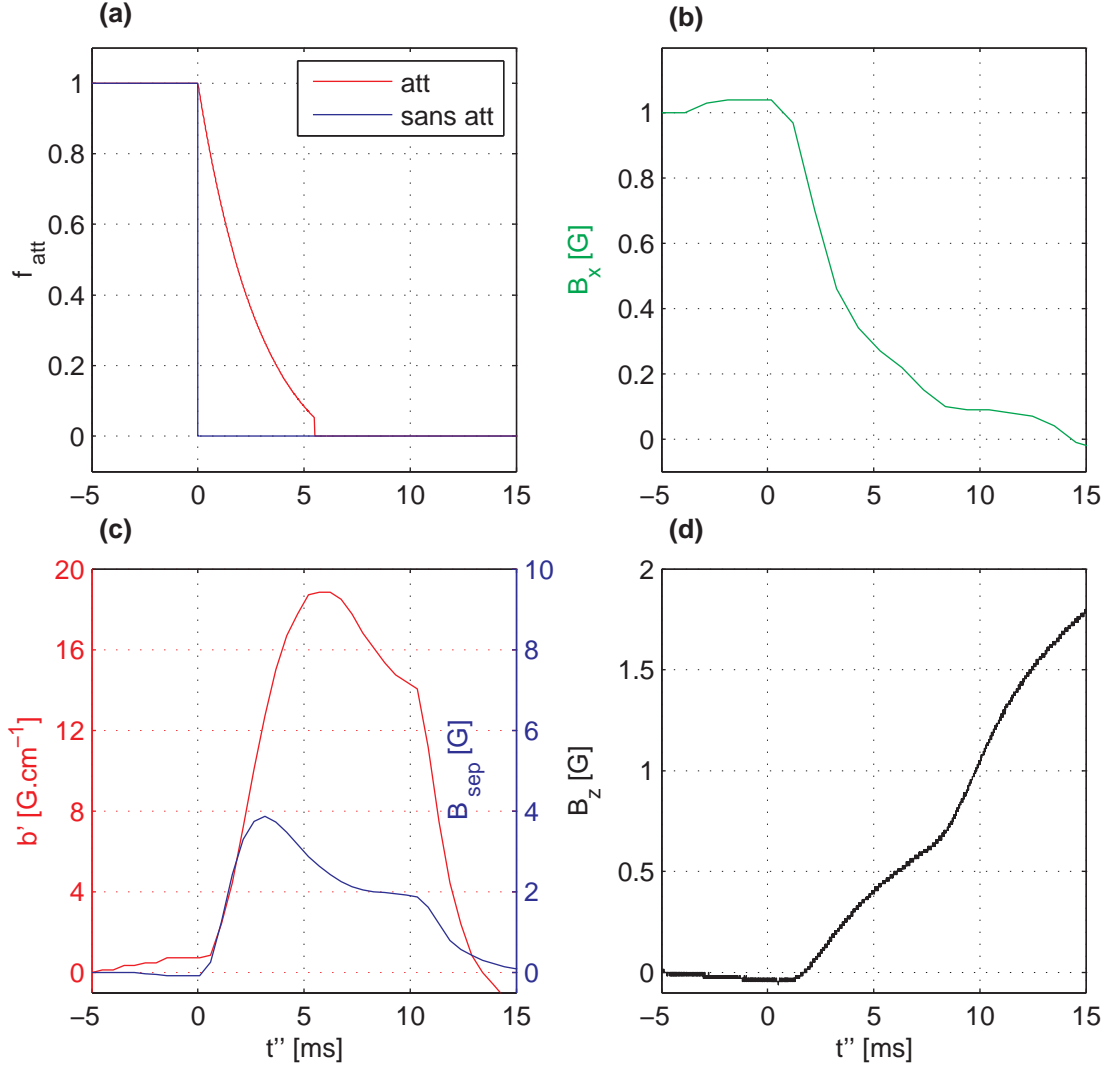 (a)
1
0.8
0.6
0.4
0.2
0
f_att
att
sans att
−5 0 5 10 15
(b)
1
0.8
0.6
0.4
0.2
0
B_x [G]
−5 0 5 10 15
(c)
20
16
12
8
4
0
b' [G.cm⁻¹]
10
8
6
4
2
0
B_sep [G]
−5 0 5 10 15
t'' [ms]
(d)
2
1.5
1
0.5
0
B_z [G]
−5 0 5 10 15
t'' [ms]